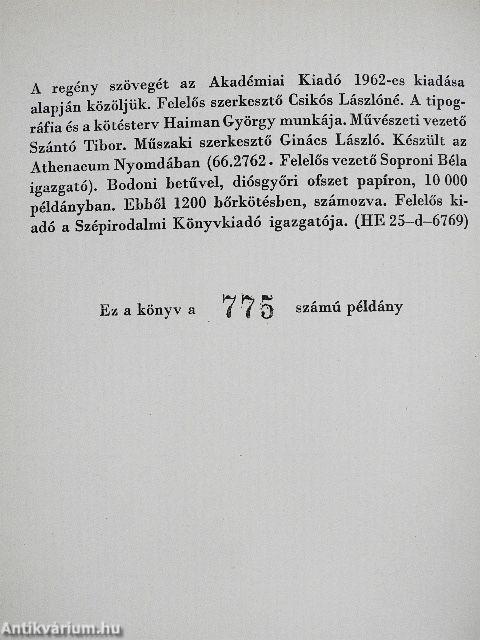 A regény szövegét az Akadémiai Kiadó 1962-es kiadása
alapján közöljük. Felelős szerkesztő Csikós Lászlóné. A tipog-
ráfia és a kötésterv Haiman György munkája. Művészeti vezető
Szántó Tibor. Műszaki szerkesztő Ginács László. Készült az
Athenaeum Nyomdában (66.2762 · Felelős vezető Soproni Béla
igazgató). Bodoni betűvel, diósgyőri ofszet papíron, 10 000
példányban. Ebből 1200 bőrkötésben, számozva. Felelős ki-
adó a Szépirodalmi Könyvkiadó igazgatója. (HE 25–d–6769)
Ez a könyv a 775 számú példány
Antikvárium.hu